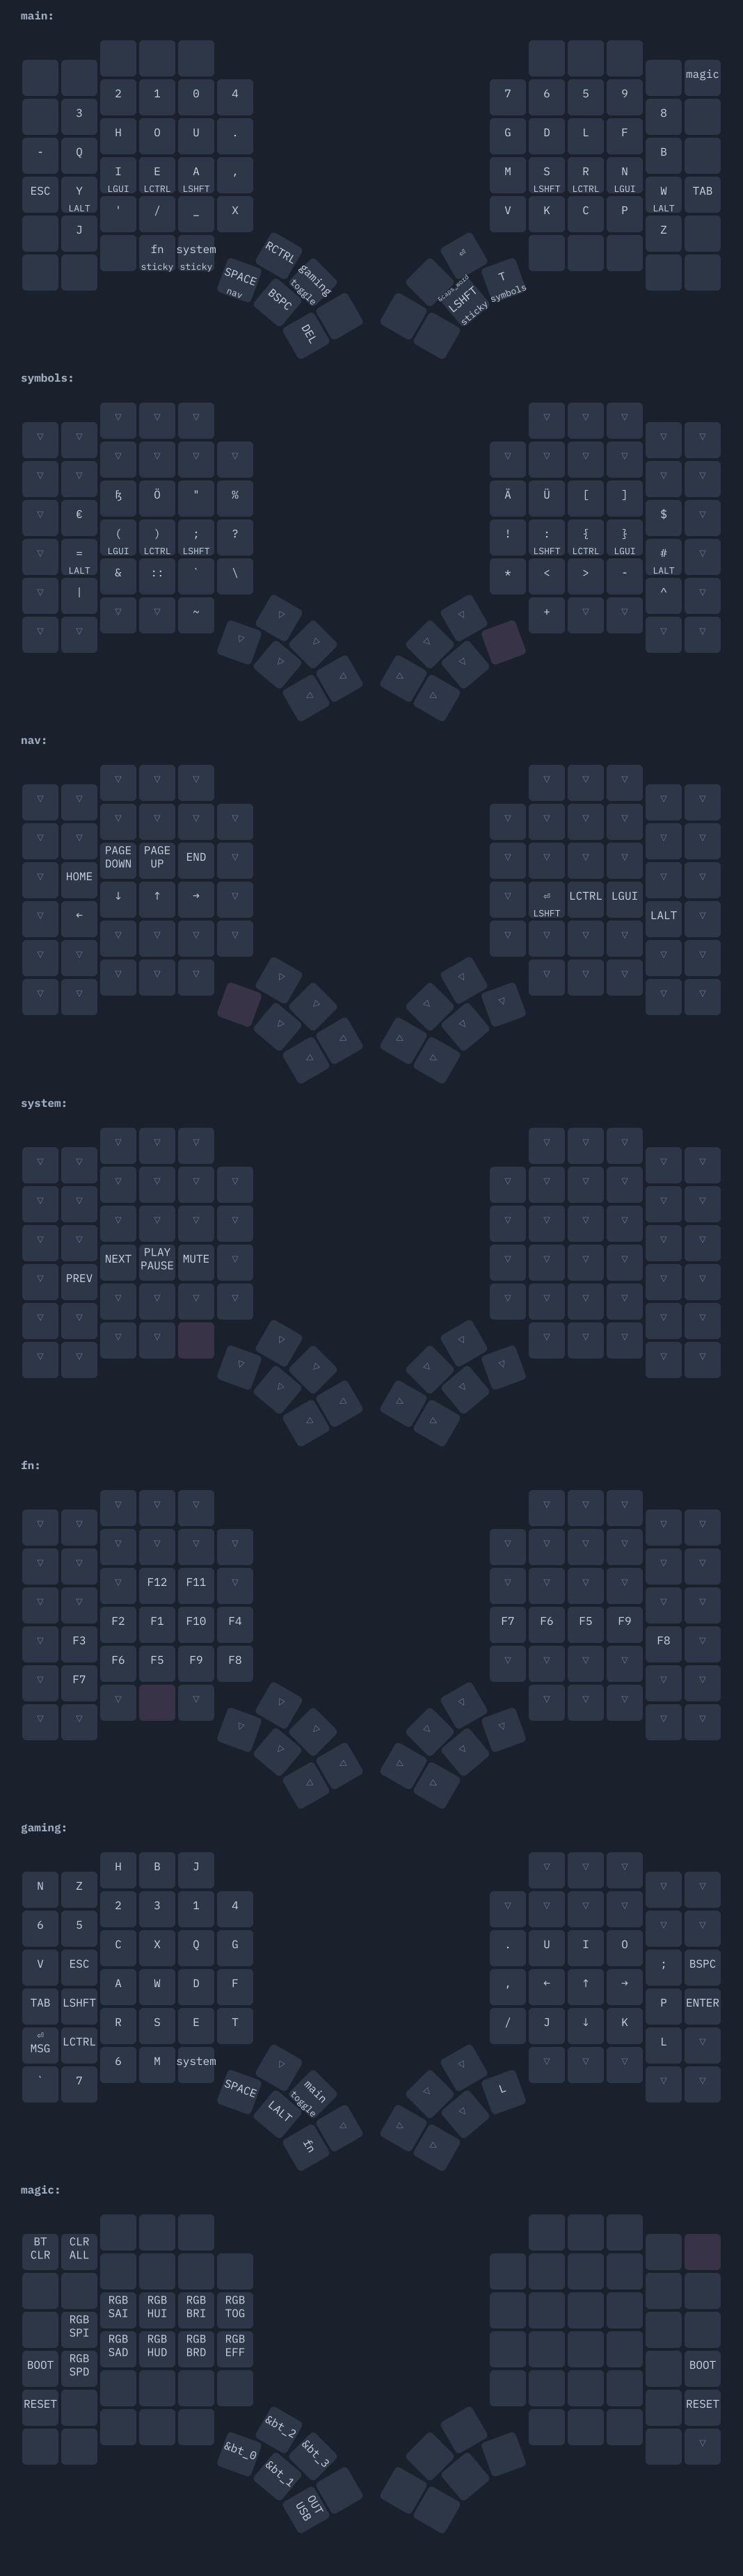 main:
magic
2 1 0 4 7 6 5 9
3 8
H O U . G D L F
- Q B
I E A , M S R N
LGUI LCTRL LSHFT LSHFT LCTRL LGUI
ESC Y W TAB
LALT LALT
' / _ X V K C P
J Z
fn system
sticky sticky
RCTRL ⏎
SPACE
nav
gaming
toggle
BSPC
DEL
LSHFT
sticky
T
symbols
symbols:
▽ ▽ ▽ ▽ ▽ ▽
▽ ▽ ▽ ▽
▽ ▽ ▽ ▽ ▽ ▽ ▽ ▽
▽ ▽ ▽ ▽
Ö " % Ä Ü [ ]
▽ € $ ▽
( ) ; ? ! : { }
LGUI LCTRL LSHFT LSHFT LCTRL LGUI
▽ = # ▽
LALT LALT
& :: ` \ * < > -
▽ | ^ ▽
▽ ▽ ~ + ▽ ▽
▽ ▽ ▽ ▽
▽ ▽ ▽ ▽ ▽ ▽ ▽ ▽ ▽ ▽ ▽
nav:
▽ ▽ ▽ ▽ ▽ ▽
▽ ▽ ▽ ▽
▽ ▽ ▽ ▽ ▽ ▽ ▽ ▽
▽ ▽ ▽ ▽
PAGE PAGE
DOWN UP END ▽ ▽ ▽ ▽ ▽
▽ HOME ▽ ▽
↓ ↑ → ▽ ▽ ⏎ LCTRL LGUI
LSHFT
▽ ← LALT ▽
▽ ▽ ▽ ▽ ▽ ▽ ▽ ▽
▽ ▽ ▽ ▽
▽ ▽ ▽ ▽ ▽ ▽
▽ ▽ ▽ ▽
▽ ▽ ▽ ▽ ▽ ▽ ▽ ▽ ▽ ▽ ▽
system:
▽ ▽ ▽ ▽ ▽ ▽
▽ ▽ ▽ ▽
▽ ▽ ▽ ▽ ▽ ▽ ▽ ▽
▽ ▽ ▽ ▽
▽ ▽ ▽ ▽ ▽ ▽ ▽ ▽
▽ ▽ ▽ ▽
NEXT PLAY MUTE ▽ ▽ ▽ ▽ ▽
PAUSE
▽ PREV ▽ ▽
▽ ▽ ▽ ▽ ▽ ▽ ▽ ▽
▽ ▽ ▽ ▽
▽ ▽ ▽ ▽ ▽
▽ ▽ ▽ ▽
▽ ▽ ▽ ▽ ▽ ▽ ▽ ▽ ▽ ▽ ▽ ▽
fn:
▽ ▽ ▽ ▽ ▽ ▽
▽ ▽ ▽ ▽
▽ ▽ ▽ ▽ ▽ ▽ ▽ ▽
▽ ▽ ▽ ▽
▽ F12 F11 ▽ ▽ ▽ ▽ ▽
▽ ▽ ▽ ▽
F2 F1 F10 F4 F7 F6 F5 F9
▽ F3 F8 ▽
F6 F5 F9 F8 ▽ ▽ ▽ ▽
▽ F7 ▽ ▽
▽ ▽ ▽ ▽ ▽
▽ ▽ ▽ ▽
▽ ▽ ▽ ▽ ▽ ▽ ▽ ▽ ▽ ▽ ▽ ▽
gaming:
H B J ▽ ▽ ▽
N Z ▽ ▽
2 3 1 4 ▽ ▽ ▽ ▽
6 5 ▽ ▽
C X Q G . U I O
V ESC ; BSPC
A W D F , ← ↑ →
TAB LSHFT P ENTER
R S E T / J ↓ K
⏎
MSG LCTRL L ▽
6 M system ▽ ▽ ▽
` 7 ▽ ▽
▽ ▽
SPACE
main
toggle
LALT
fn
▽ ▽ ▽ L
▽ ▽ ▽
magic:
BT CLR
CLR ALL
RGB RGB RGB RGB
SAI HUI BRI TOG
RGB
SPI
RGB RGB RGB RGB
SAD HUD BRD EFF
BOOT RGB BOOT
SPD
RESET RESET
▽
&bt_2
&bt_0 &bt_3
&bt_1
OUT
USB